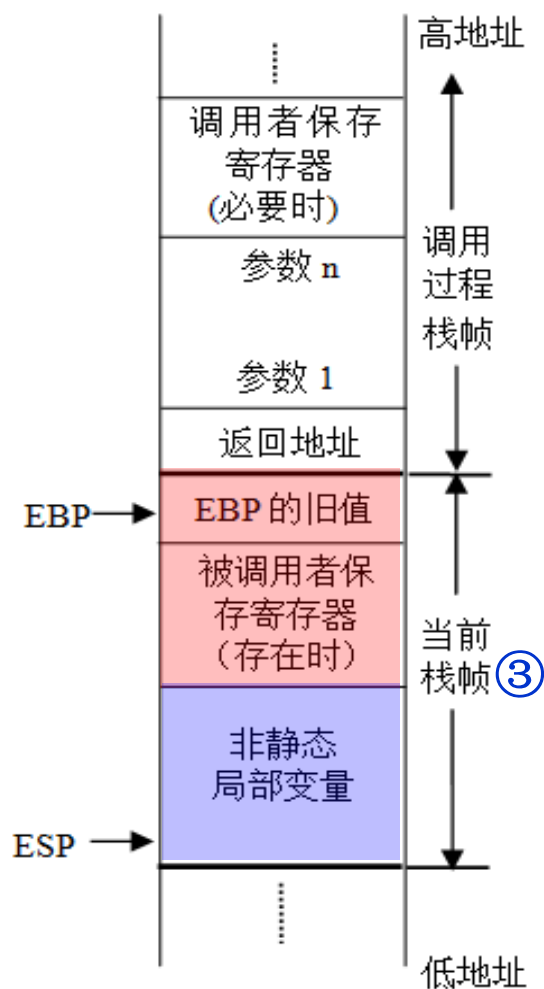 高地址
调用者保存
寄存器
(必要时)
参数 n
调用
过程
栈帧
参数 1
返回地址
EBP
EBP 的旧值
被调用者保
存寄存器
（存在时）
当前
栈帧③
非静态
局部变量
ESP
低地址